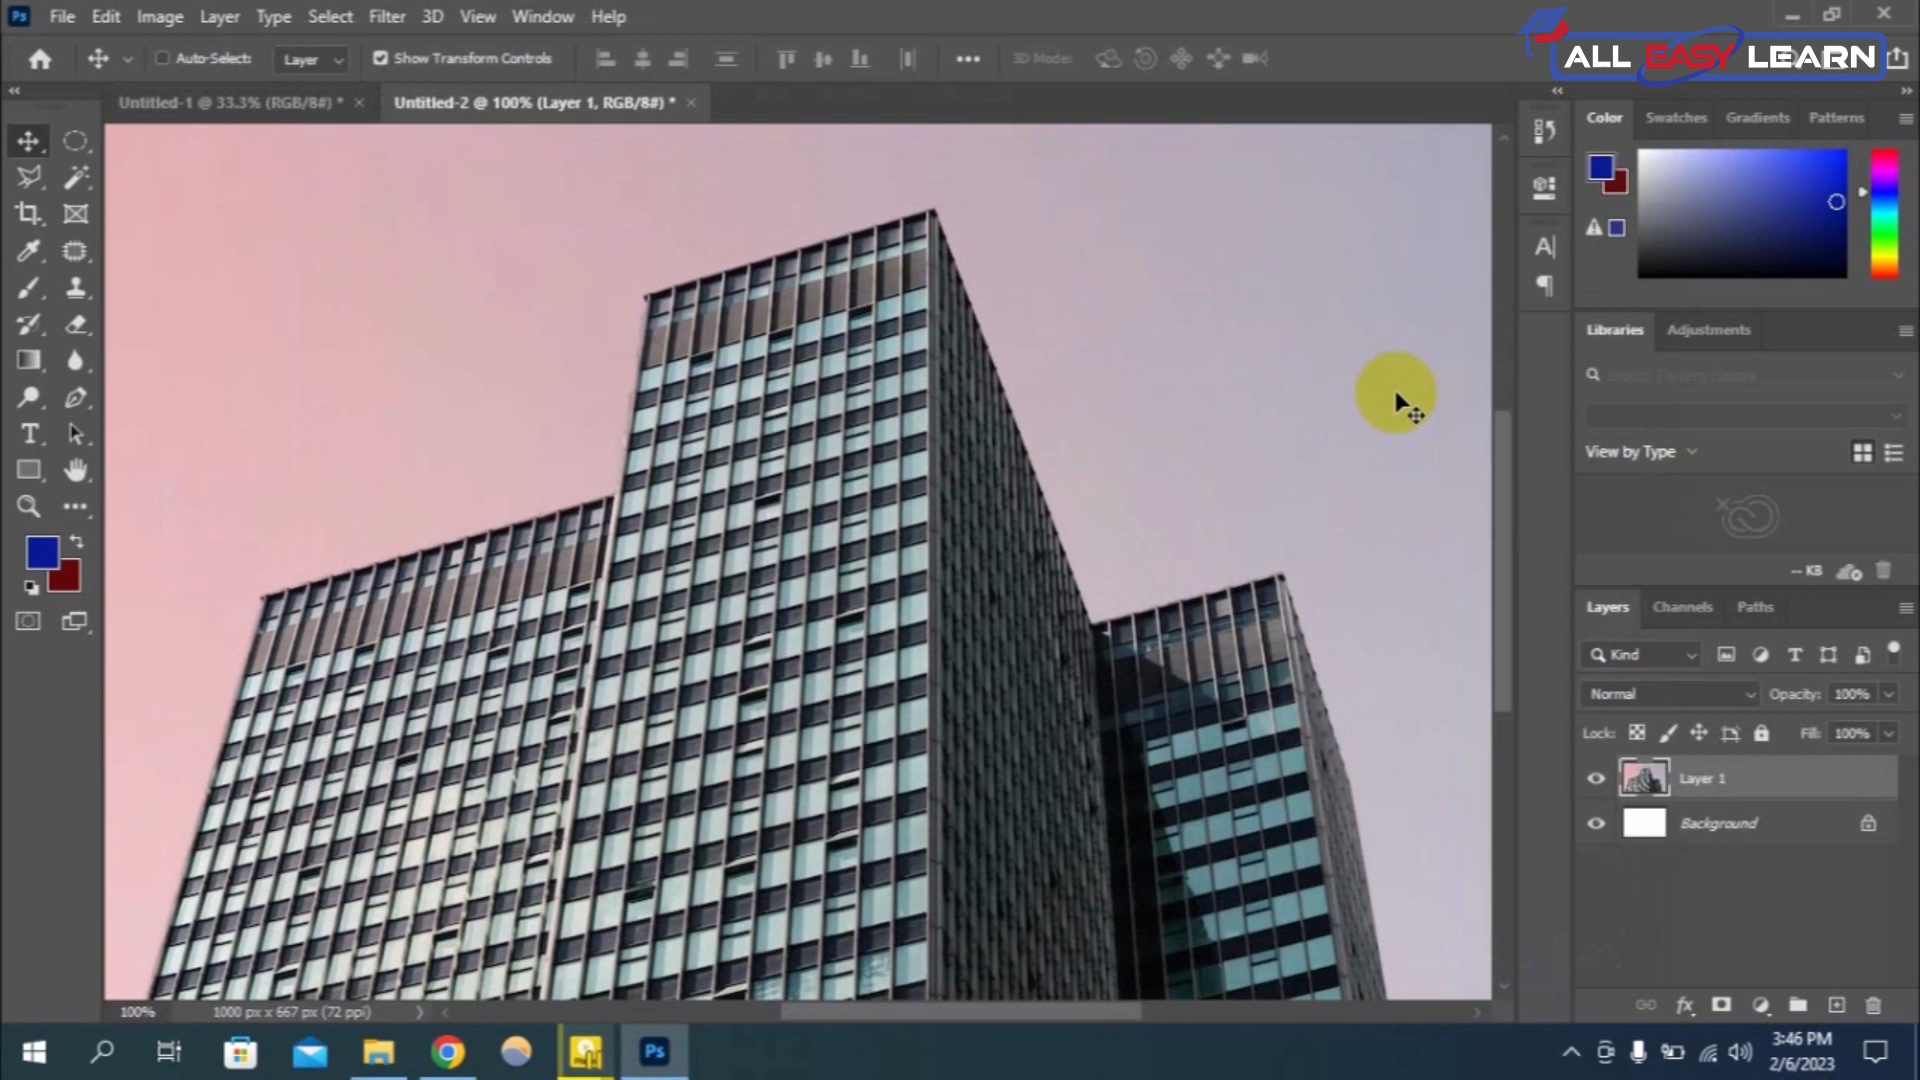 Ps File Edit Image Layer Type Select Filter 3D View Window Help
ALL EASY LEARN
Auto-Select: Layer Show Transform Controls 3D Mode:
Untitled-1 @ 33.3% (RGB/8#) * Untitled-2 @ 100% (Layer 1, RGB/8#) *
Color Swatches Gradients Patterns
Libraries Adjustments
View by Type
-- KB
Layers Channels Paths
Kind
Normal Opacity: 100%
Lock: Fill: 100%
Layer 1
Background
100% 1000 px x 667 px (72 ppi)
Ps
3:46 PM
2/6/2023